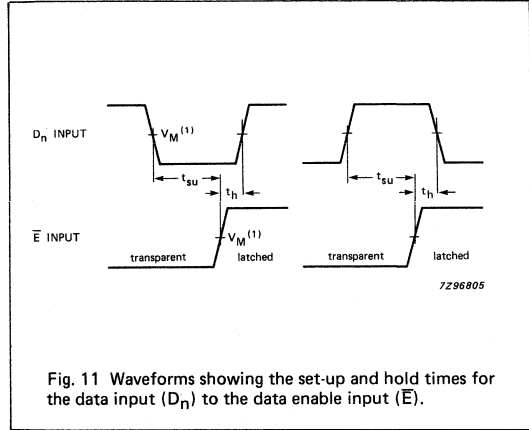 Dn INPUT
VM(1)
tsu
th
tsu
th
E̅ INPUT
VM(1)
transparent
latched
transparent
latched
7Z96805
Fig. 11 Waveforms showing the set-up and hold times for
the data input (Dn) to the data enable input (E̅).